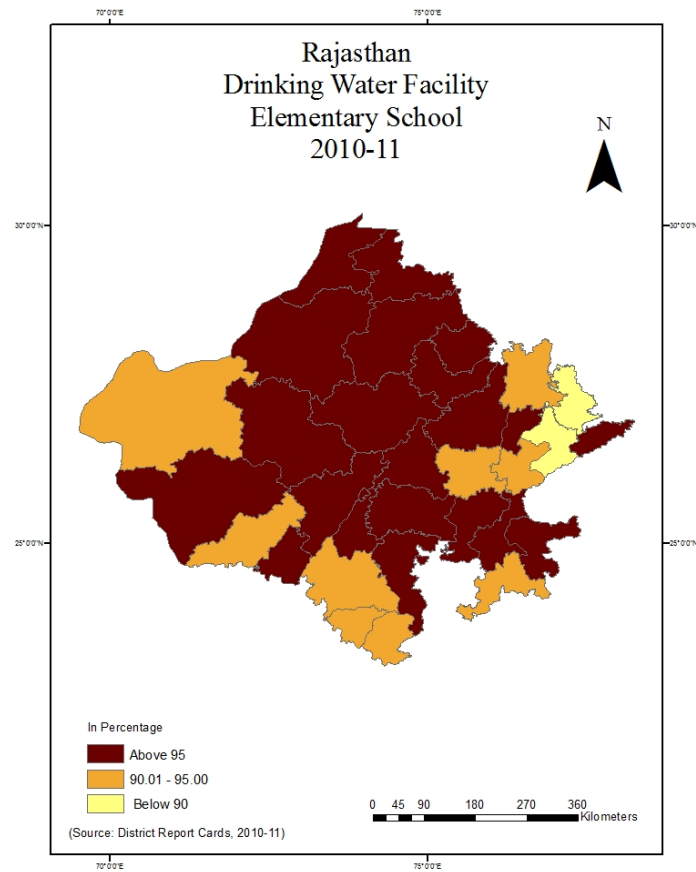 70°0'0"E 75°0'0"E
Rajasthan
Drinking Water Facility
Elementary School
2010-11
N
30°0'0"N 30°0'0"N
25°0'0"N 25°0'0"N
In Percentage
Above 95
90.01 - 95.00
Below 90
0 45 90 180 270 360
Kilometers
(Source: District Report Cards, 2010-11)
70°0'0"E 75°0'0"E